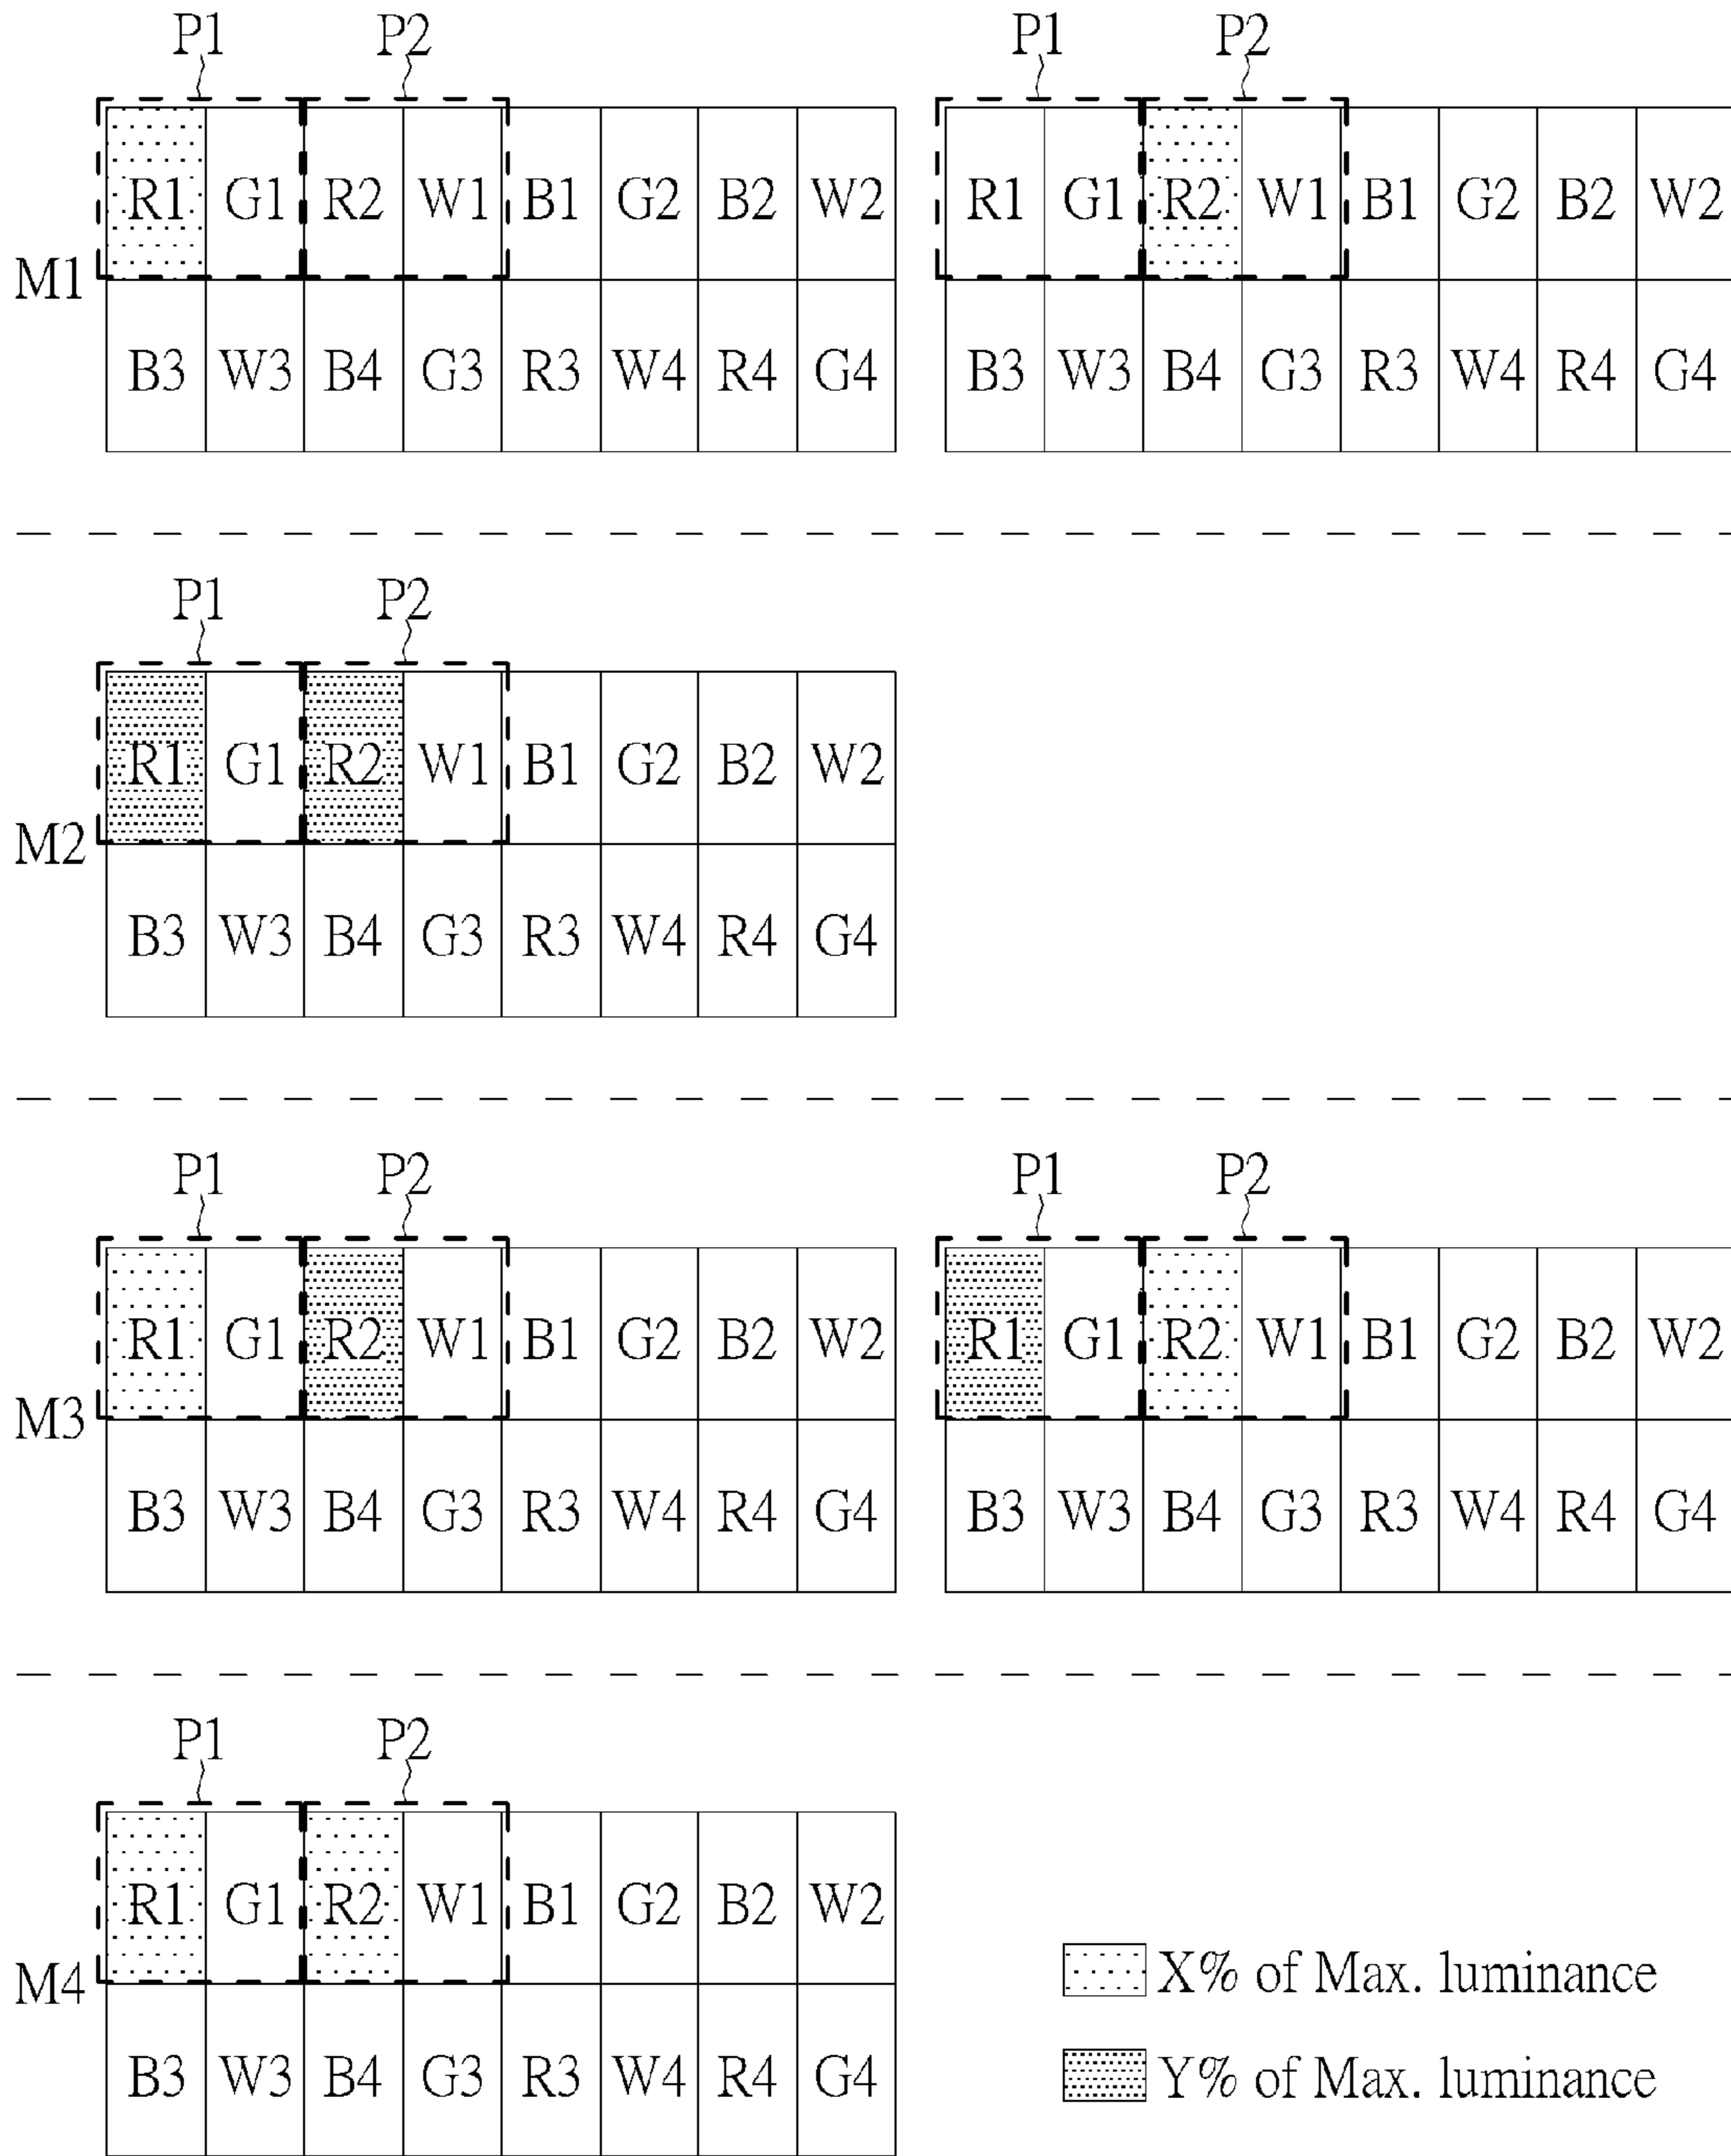 P1 P2 P1 P2
R1 G1 R2 W1 B1 G2 B2 W2 R1 G1 R2 W1 B1 G2 B2 W2
M1
B3 W3 B4 G3 R3 W4 R4 G4 B3 W3 B4 G3 R3 W4 R4 G4
P1 P2
R1 G1 R2 W1 B1 G2 B2 W2
M2
B3 W3 B4 G3 R3 W4 R4 G4
P1 P2 P1 P2
R1 G1 R2 W1 B1 G2 B2 W2 R1 G1 R2 W1 B1 G2 B2 W2
M3
B3 W3 B4 G3 R3 W4 R4 G4 B3 W3 B4 G3 R3 W4 R4 G4
P1 P2
R1 G1 R2 W1 B1 G2 B2 W2
M4
B3 W3 B4 G3 R3 W4 R4 G4
X% of Max. luminance
Y% of Max. luminance